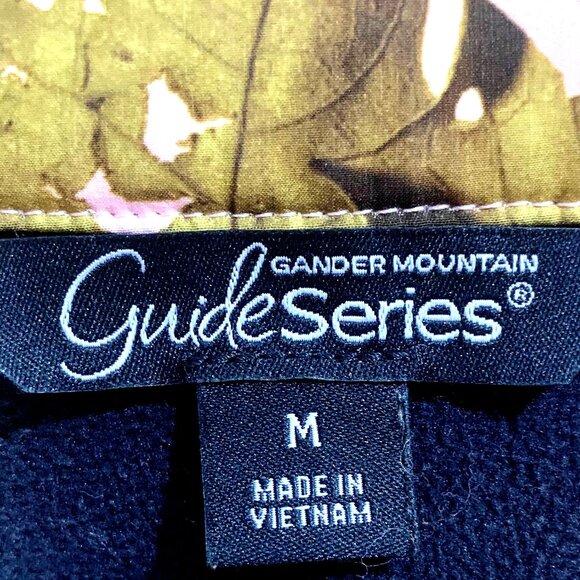 GANDER MOUNTAIN
GuideSeries®
M
MADE IN
VIETNAM